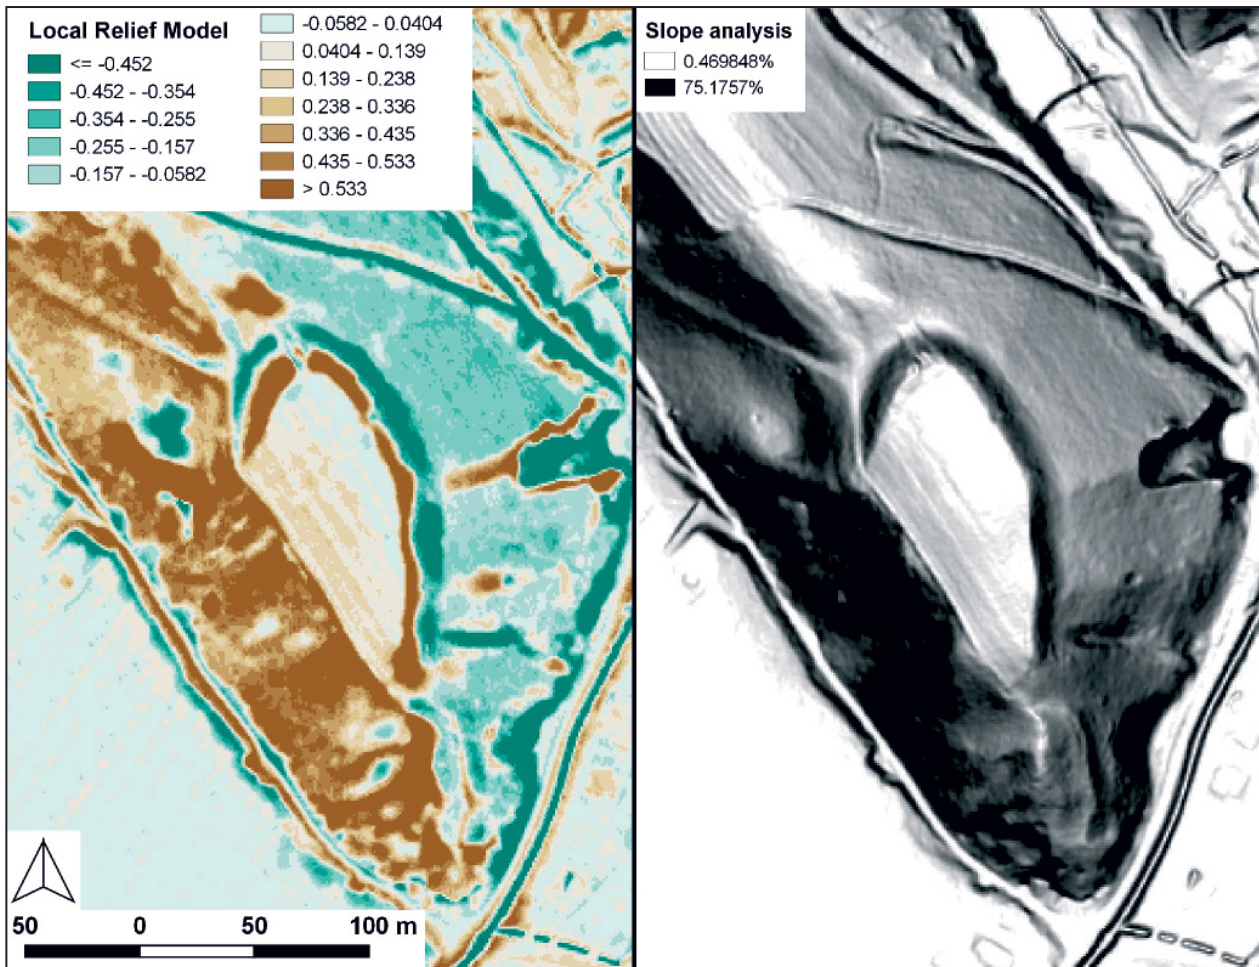 Local Relief Model
<= -0.452
-0.452 - -0.354
-0.354 - -0.255
-0.255 - -0.157
-0.157 - -0.0582
-0.0582 - 0.0404
0.0404 - 0.139
0.139 - 0.238
0.238 - 0.336
0.336 - 0.435
0.435 - 0.533
> 0.533
Slope analysis
0.469848%
75.1757%
50 0 50 100 m